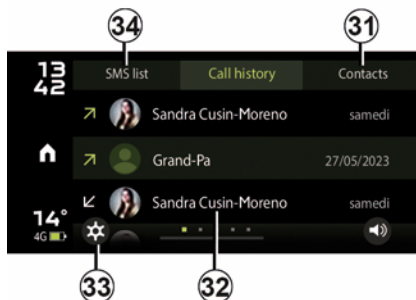 34
31
13
42
SMS list
Call history
Contacts
Sandra Cusin-Moreno
samedi
Grand-Pa
27/05/2023
Sandra Cusin-Moreno
samedi
14°
4G
33
32